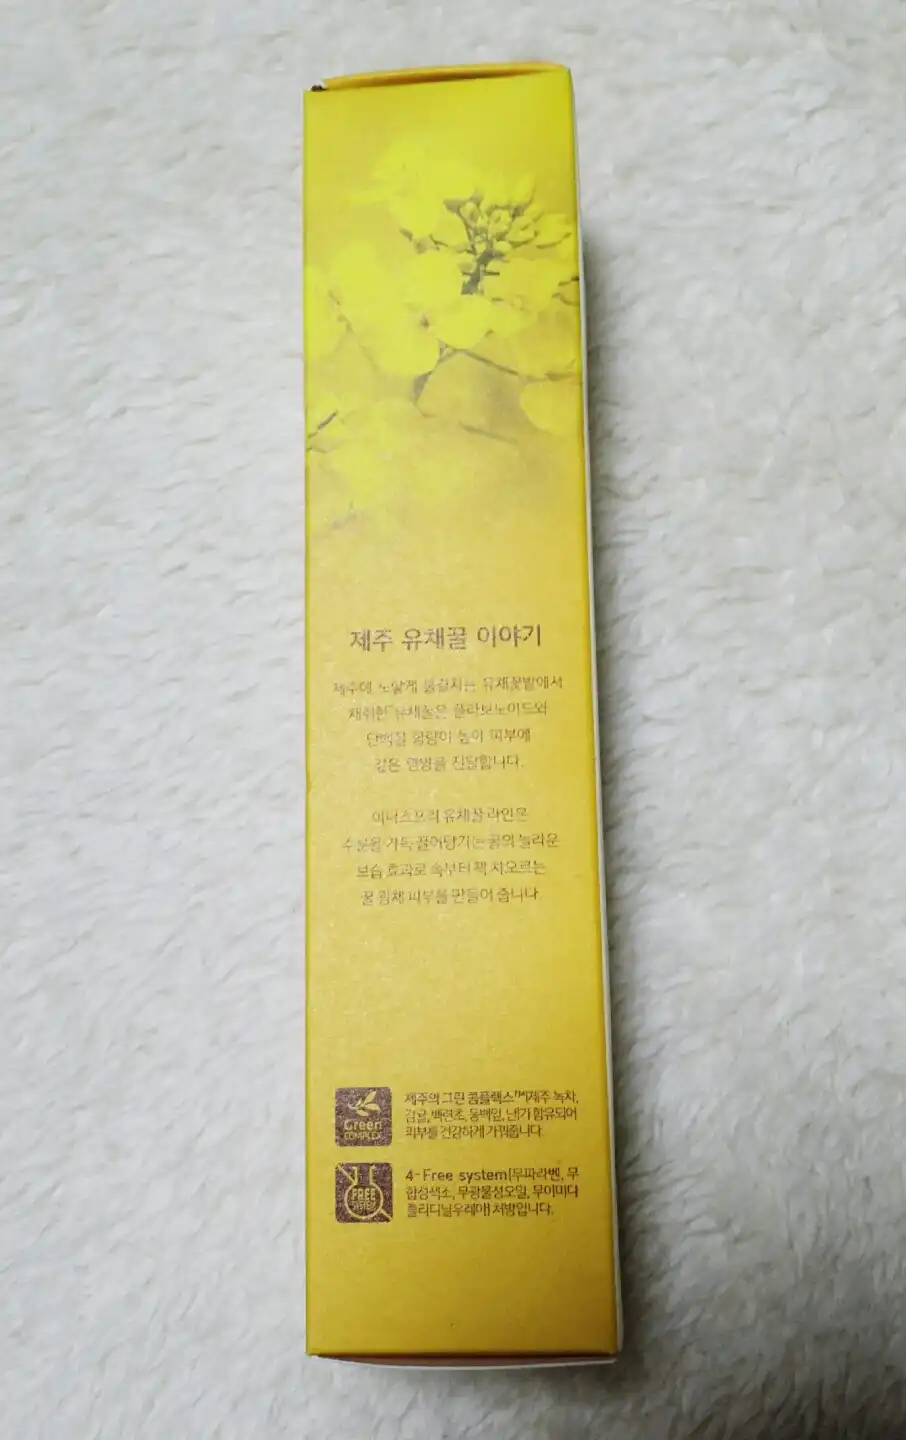 제주 유채꿀 이야기
제주에 노랗게 물결치는 유채꽃밭에서
채취한 유채꿀은 플라보노이드와
단백질 함량이 높아 피부에
깊은 영양을 전달합니다.
이니스프리 유채꿀 라인은
수분을 가득 끌어당기는 꿀의 놀라운
보습 효과로 속부터 꽉 차오르는
꿀 광채 피부를 만들어 줍니다.
Green
COMPLEX
제주의 그린 콤플렉스™(제주 녹차,
감귤, 백련초, 동백잎, 난)가 함유되어
피부를 건강하게 가꿔줍니다.
FREE
SYSTEM
4-Free system(무파라벤, 무
합성색소, 무광물성오일, 무이미다
졸리디닐우레아) 처방입니다.